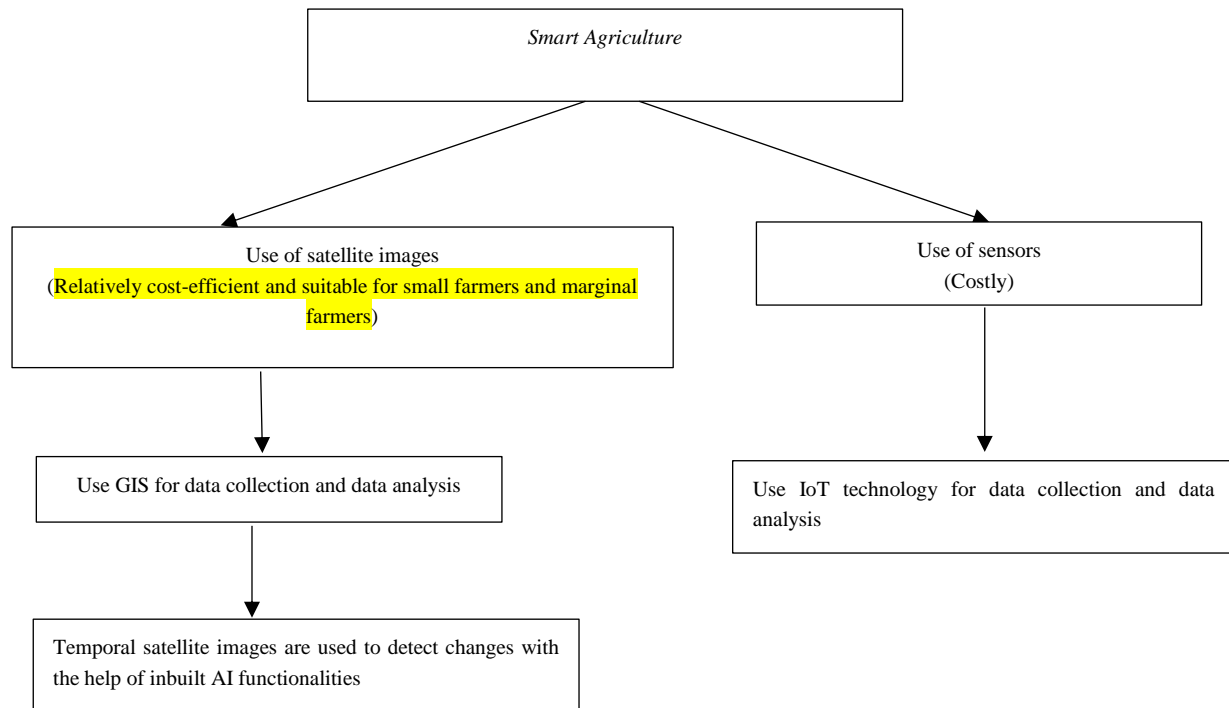 Smart Agriculture
Use of satellite images
(Relatively cost-efficient and suitable for small farmers and marginal
farmers)
Use of sensors
(Costly)
Use GIS for data collection and data analysis
Use IoT technology for data collection and data
analysis
Temporal satellite images are used to detect changes with
the help of inbuilt AI functionalities